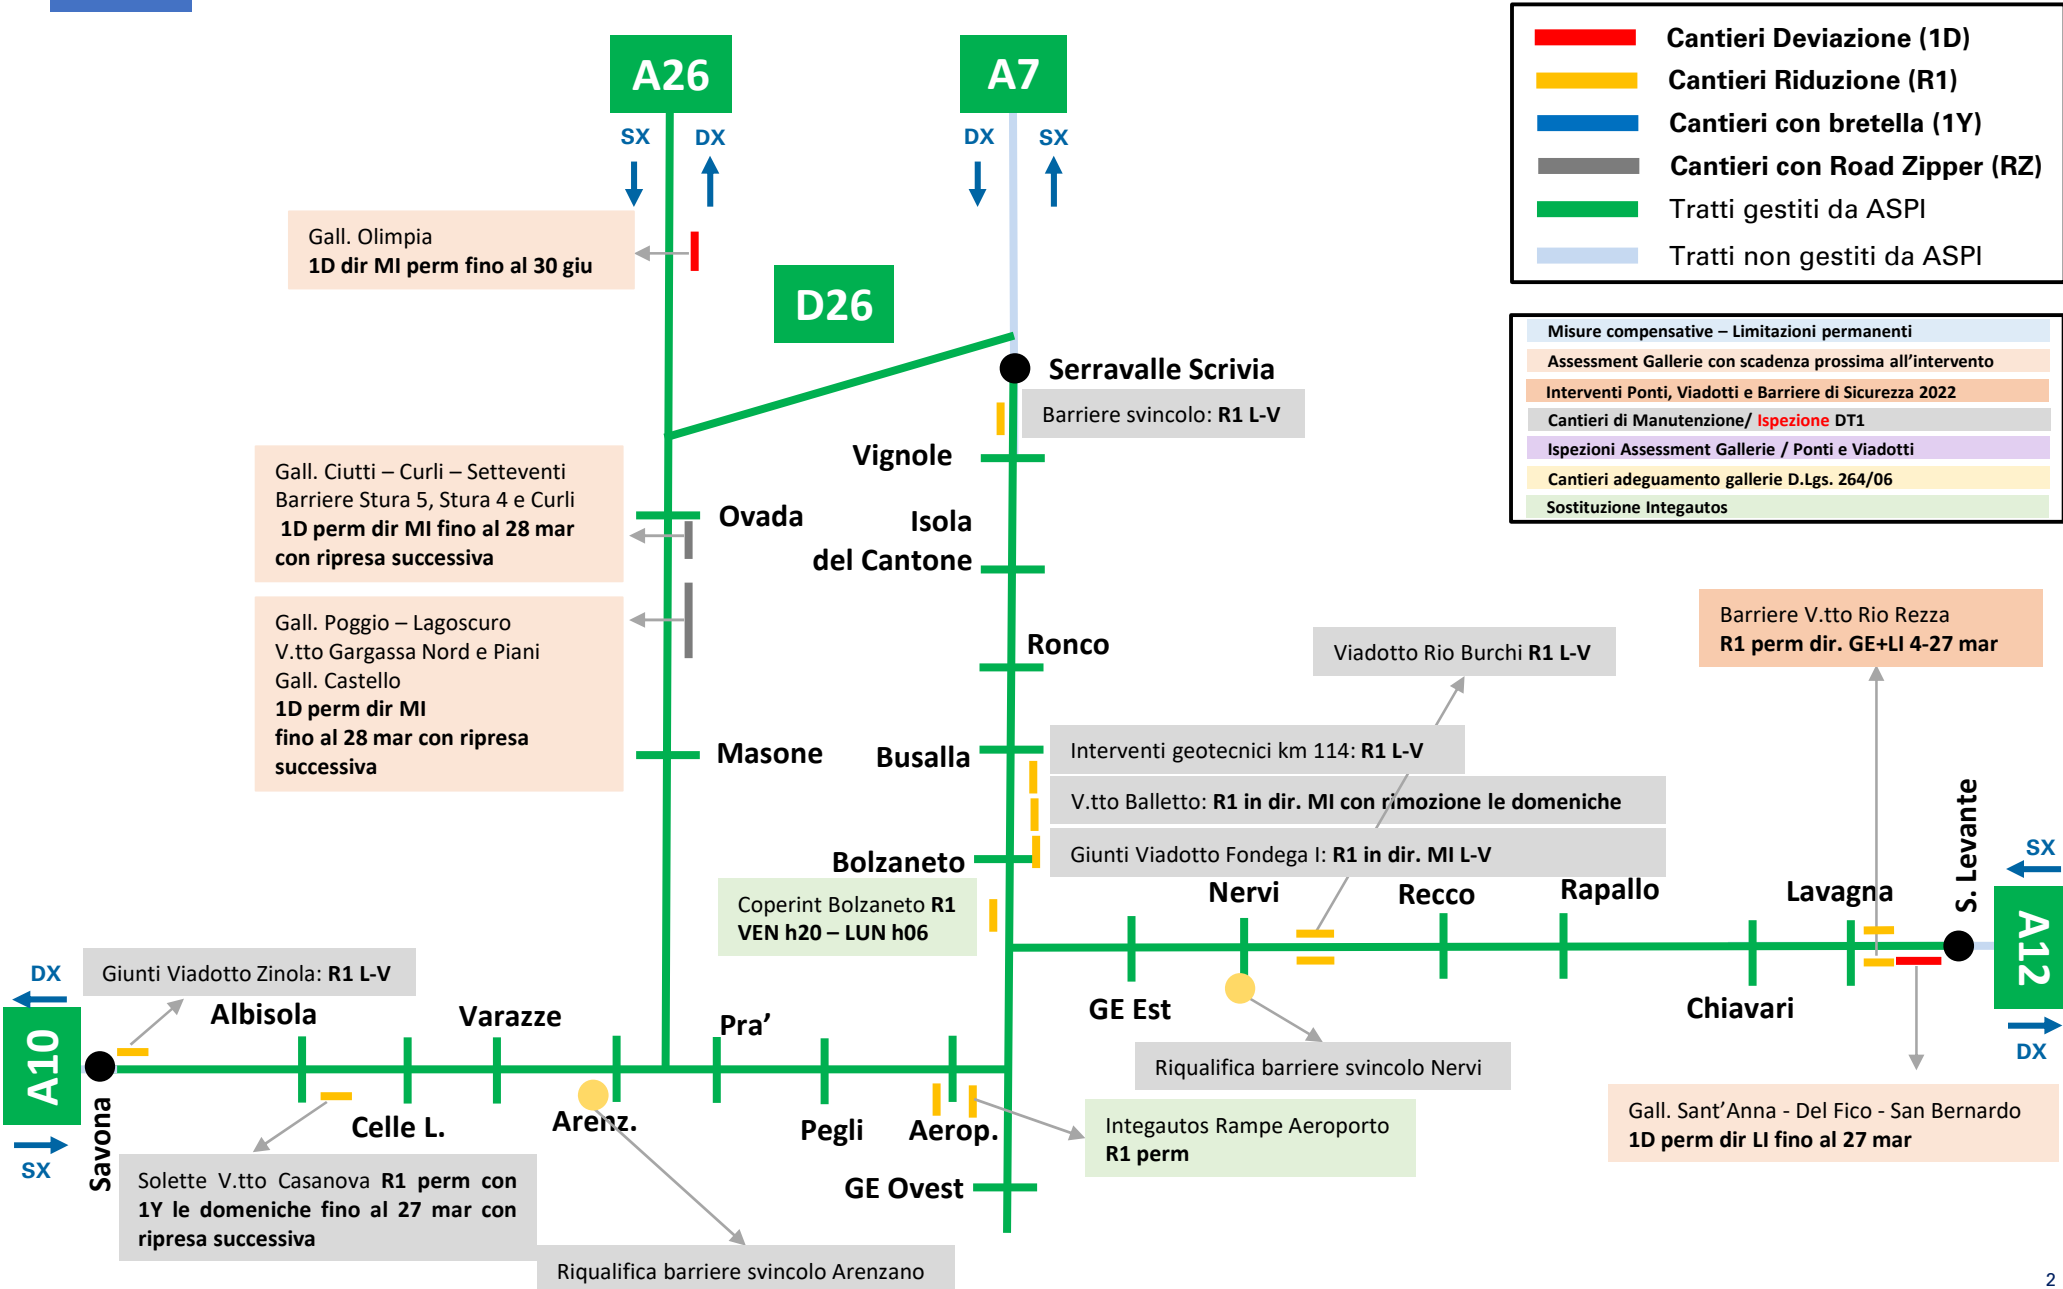 A26
A7
SX
DX
DX
SX
Cantieri Deviazione (1D)
Cantieri Riduzione (R1)
Cantieri con bretella (1Y)
Cantieri con Road Zipper (RZ)
Tratti gestiti da ASPI
Tratti non gestiti da ASPI
Misure compensative – Limitazioni permanenti
Assessment Gallerie con scadenza prossima all'intervento
Interventi Ponti, Viadotti e Barriere di Sicurezza 2022
Cantieri di Manutenzione/ Ispezione DT1
Ispezioni Assessment Gallerie / Ponti e Viadotti
Cantieri adeguamento gallerie D.Lgs. 264/06
Sostituzione Integautos
Gall. Olimpia
1D dir MI perm fino al 30 giu
D26
Serravalle Scrivia
Barriere svincolo: R1 L-V
Vignole
Gall. Ciutti – Curli – Setteventi
Barriere Stura 5, Stura 4 e Curli
1D perm dir MI fino al 28 mar
con ripresa successiva
Ovada
Isola
del Cantone
Gall. Poggio – Lagoscuro
V.tto Gargassa Nord e Piani
Gall. Castello
1D perm dir MI
fino al 28 mar con ripresa
successiva
Ronco
Viadotto Rio Burchi R1 L-V
Barriere V.tto Rio Rezza
R1 perm dir. GE+LI 4-27 mar
Masone
Busalla
Interventi geotecnici km 114: R1 L-V
V.tto Balletto: R1 in dir. MI con rimozione le domeniche
Giunti Viadotto Fondega I: R1 in dir. MI L-V
Bolzaneto
Coperint Bolzaneto R1
VEN h20 – LUN h06
Nervi
Recco
Rapallo
Lavagna
S. Levante
SX
A12
DX
GE Est
Chiavari
Riqualifica barriere svincolo Nervi
Gall. Sant'Anna - Del Fico - San Bernardo
1D perm dir LI fino al 27 mar
DX
A10
SX
Giunti Viadotto Zinola: R1 L-V
Savona
Albisola
Varazze
Pra'
Celle L.
Arenz.
Pegli
Aerop.
Integautos Rampe Aeroporto
R1 perm
GE Ovest
Solette V.tto Casanova R1 perm con
1Y le domeniche fino al 27 mar con
ripresa successiva
Riqualifica barriere svincolo Arenzano
2